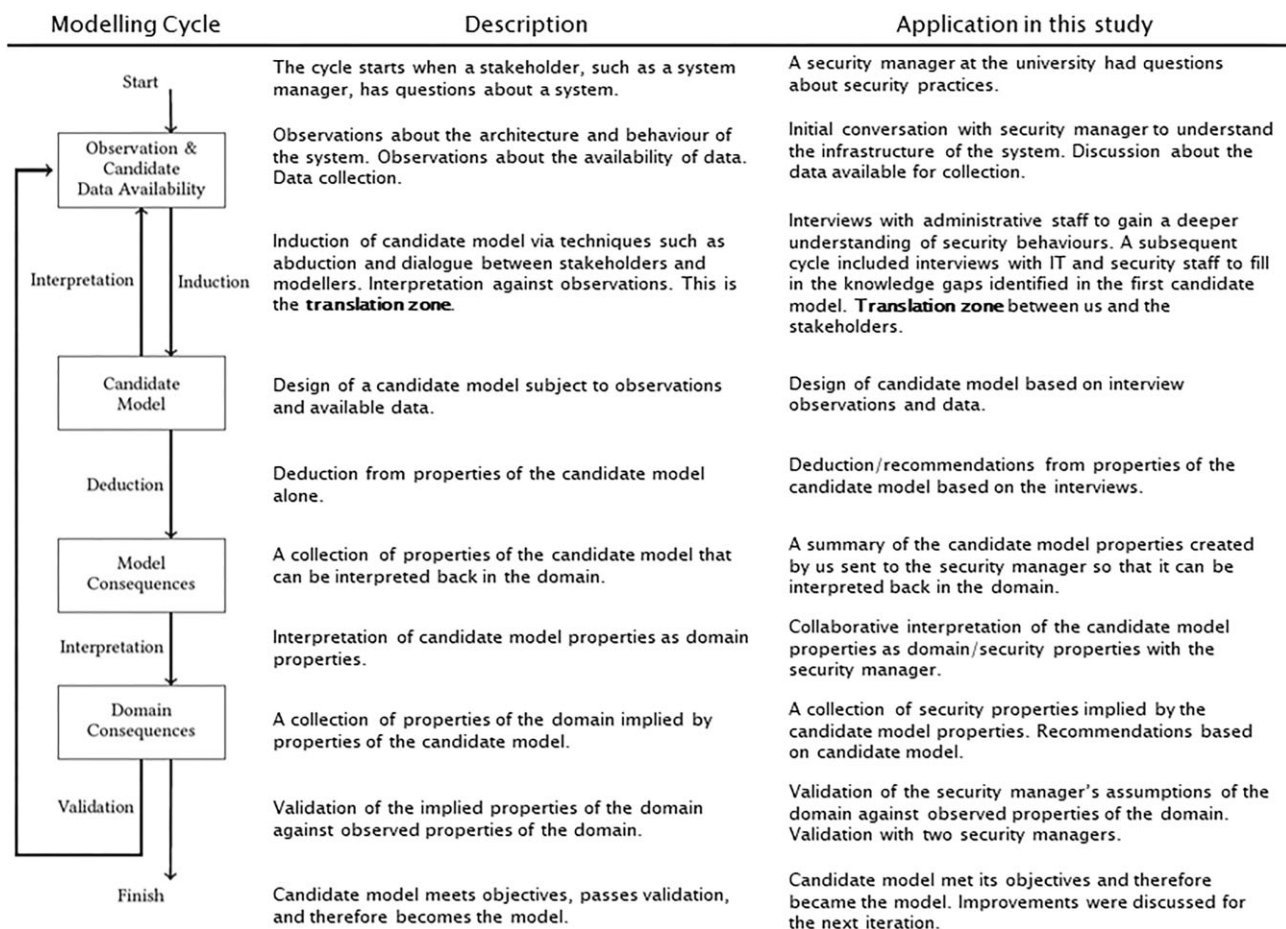 Modelling Cycle
Description
Application in this study
Start
The cycle starts when a stakeholder, such as a system
manager, has questions about a system.
A security manager at the university had questions
about security practices.
Observation &
Candidate
Data Availability
Observations about the architecture and behaviour of
the system. Observations about the availability of data.
Data collection.
Initial conversation with security manager to understand
the infrastructure of the system. Discussion about the
data available for collection.
Interpretation
Induction
Induction of candidate model via techniques such as
abduction and dialogue between stakeholders and
modellers. Interpretation against observations. This is
the translation zone.
Interviews with administrative staff to gain a deeper
understanding of security behaviours. A subsequent
cycle included interviews with IT and security staff to fill
in the knowledge gaps identified in the first candidate
model. Translation zone between us and the
stakeholders.
Candidate
Model
Design of a candidate model subject to observations
and available data.
Design of candidate model based on interview
observations and data.
Deduction
Deduction from properties of the candidate model
alone.
Deduction/recommendations from properties of the
candidate model based on the interviews.
Model
Consequences
A collection of properties of the candidate model that
can be interpreted back in the domain.
A summary of the candidate model properties created
by us sent to the security manager so that it can be
interpreted back in the domain.
Interpretation
Interpretation of candidate model properties as domain
properties.
Collaborative interpretation of the candidate model
properties as domain/security properties with the
security manager.
Domain
Consequences
A collection of properties of the domain implied by
properties of the candidate model.
A collection of security properties implied by the
candidate model properties. Recommendations based
on candidate model.
Validation
Validation of the implied properties of the domain
against observed properties of the domain.
Validation of the security manager's assumptions of the
domain against observed properties of the domain.
Validation with two security managers.
Finish
Candidate model meets objectives, passes validation,
and therefore becomes the model.
Candidate model met its objectives and therefore
became the model. Improvements were discussed for
the next iteration.